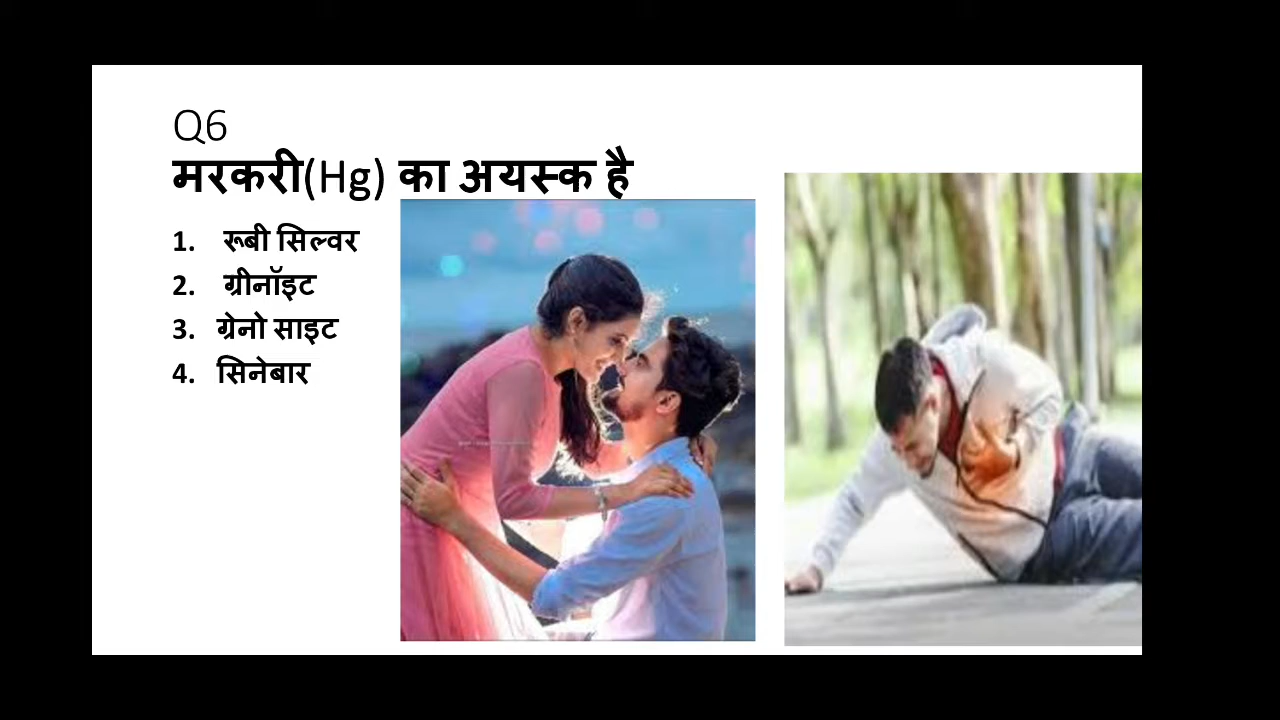 Q6
मरकरी(Hg) का अयस्क है
1. रूबी सिल्वर
2. ग्रीनॉइट
3. ग्रेनो साइट
4. सिनेबार